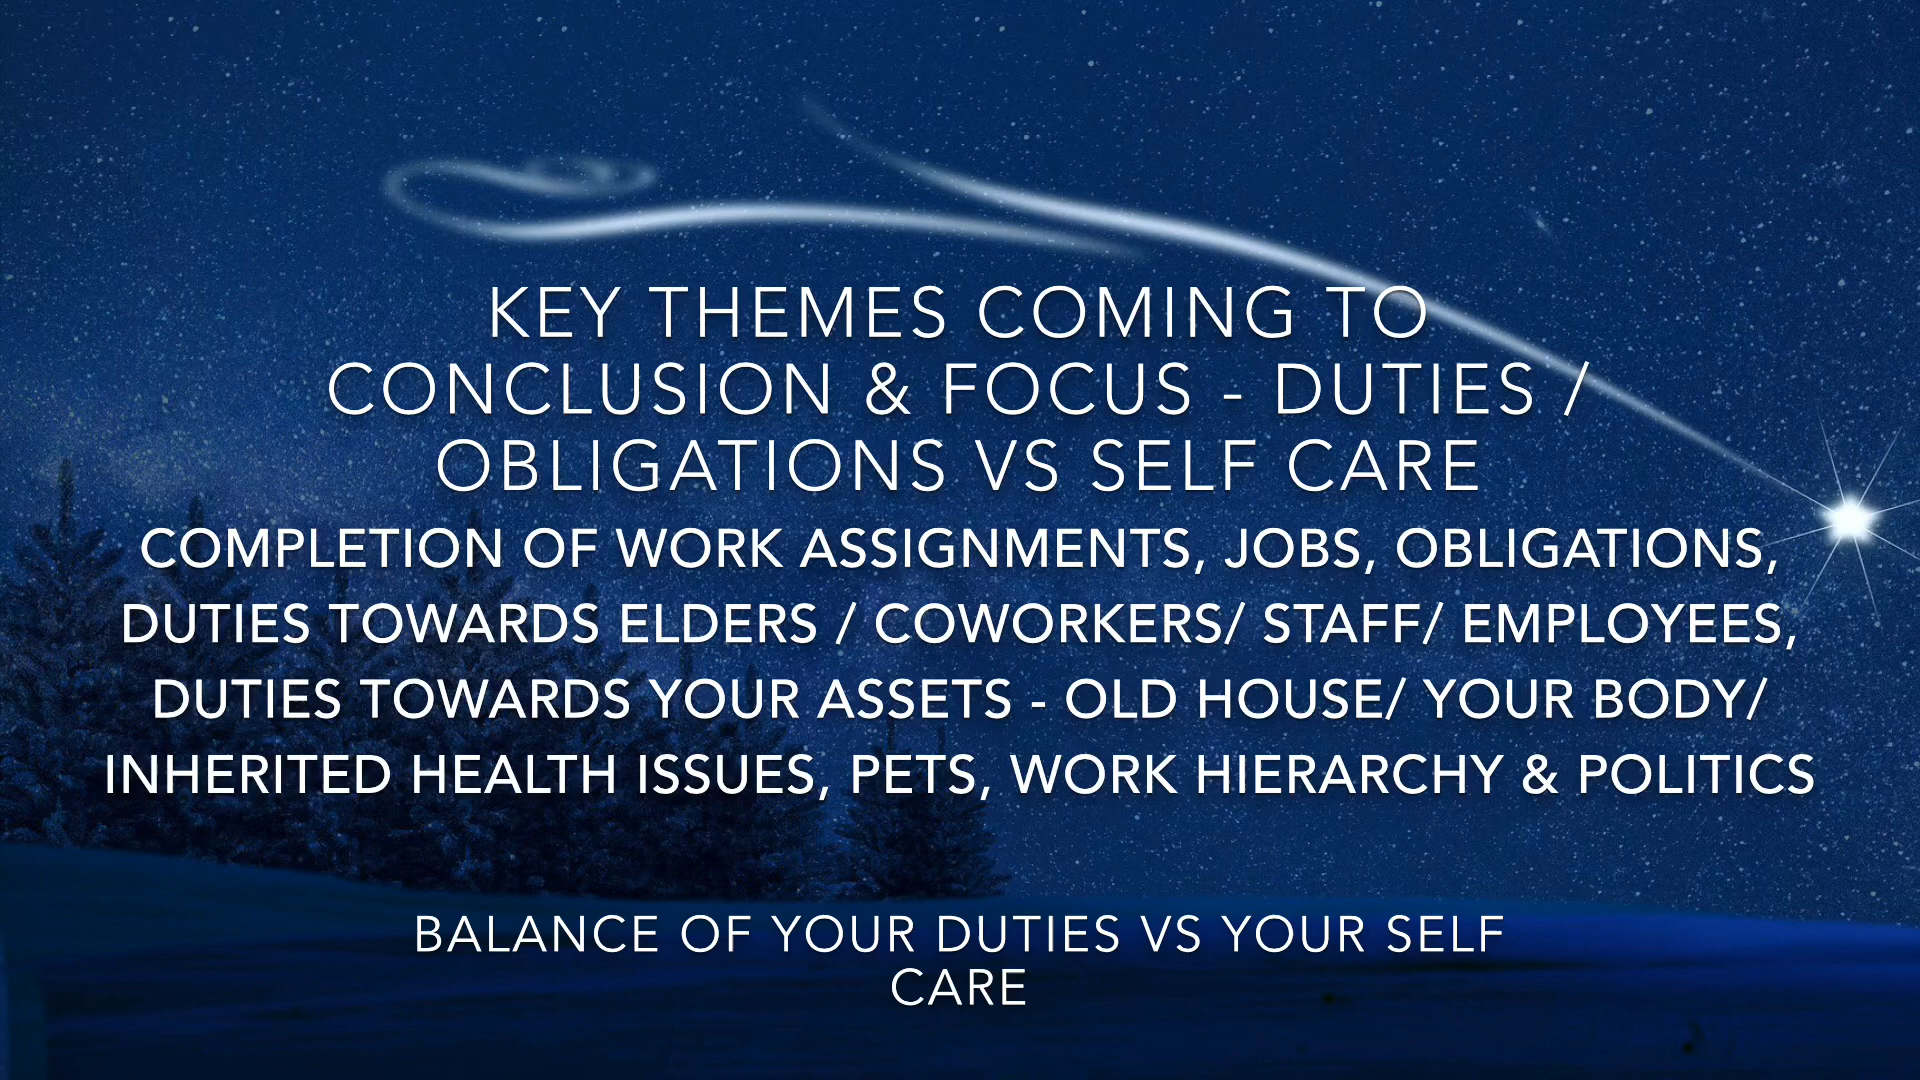 KEY THEMES COMING TO
CONCLUSION & FOCUS - DUTIES /
OBLIGATIONS VS SELF CARE
COMPLETION OF WORK ASSIGNMENTS, JOBS, OBLIGATIONS,
DUTIES TOWARDS ELDERS / COWORKERS/ STAFF/ EMPLOYEES,
DUTIES TOWARDS YOUR ASSETS - OLD HOUSE/ YOUR BODY/
INHERITED HEALTH ISSUES, PETS, WORK HIERARCHY & POLITICS
BALANCE OF YOUR DUTIES VS YOUR SELF
CARE